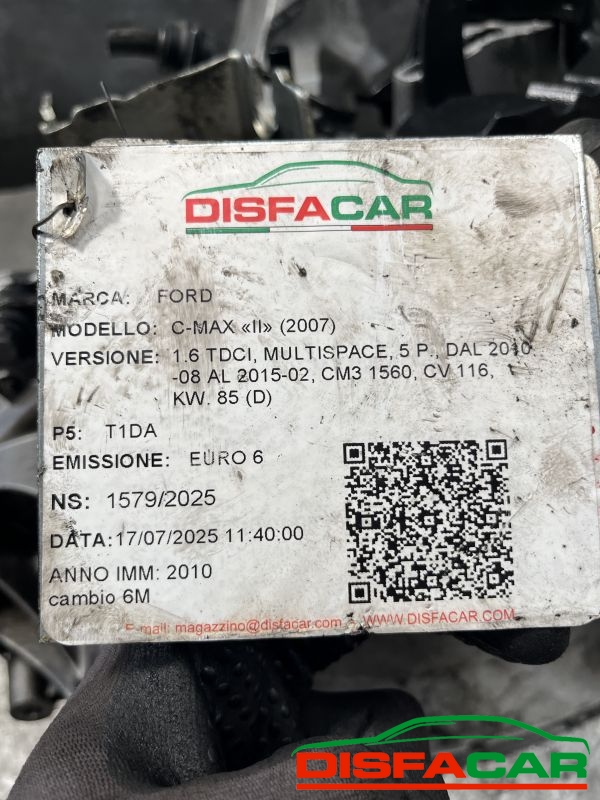 DISFACAR
MARCA: FORD
MODELLO: C-MAX «II» (2007)
VERSIONE: 1.6 TDCI, MULTISPACE, 5 P., DAL 2010
-08 AL 2015-02, CM3 1560, CV 116,
KW. 85 (D)
P5: T1DA
EMISSIONE: EURO 6
NS: 1579/2025
DATA:17/07/2025 11:40:00
ANNO IMM: 2010
cambio 6M
E-mail: magazzino@disfacar.com - WWW.DISFACAR.COM
DISFACAR